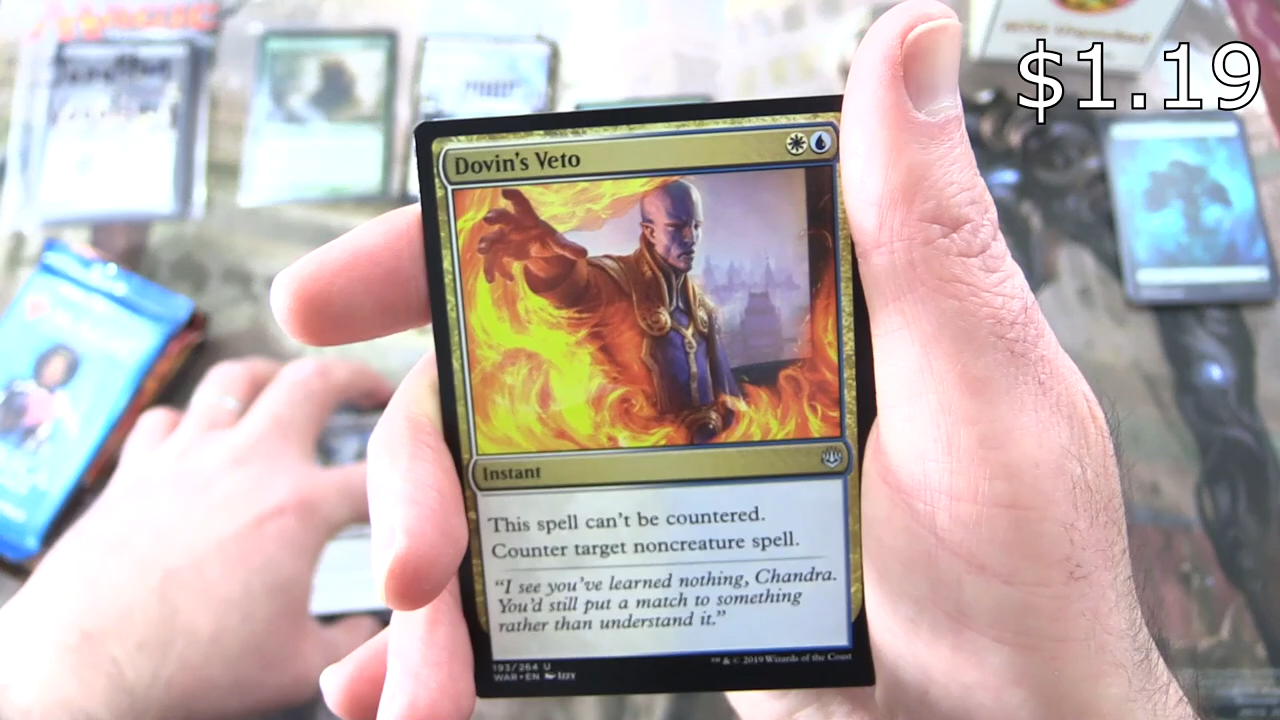 MAGIC
$1.19
Dovin's Veto
Instant
This spell can't be countered.
Counter target noncreature spell.
"I see you've learned nothing, Chandra.
You'd still put a match to something
rather than understand it."
193/264 U
WAR • EN Izzy
™ & © 2019 Wizards of the Coast